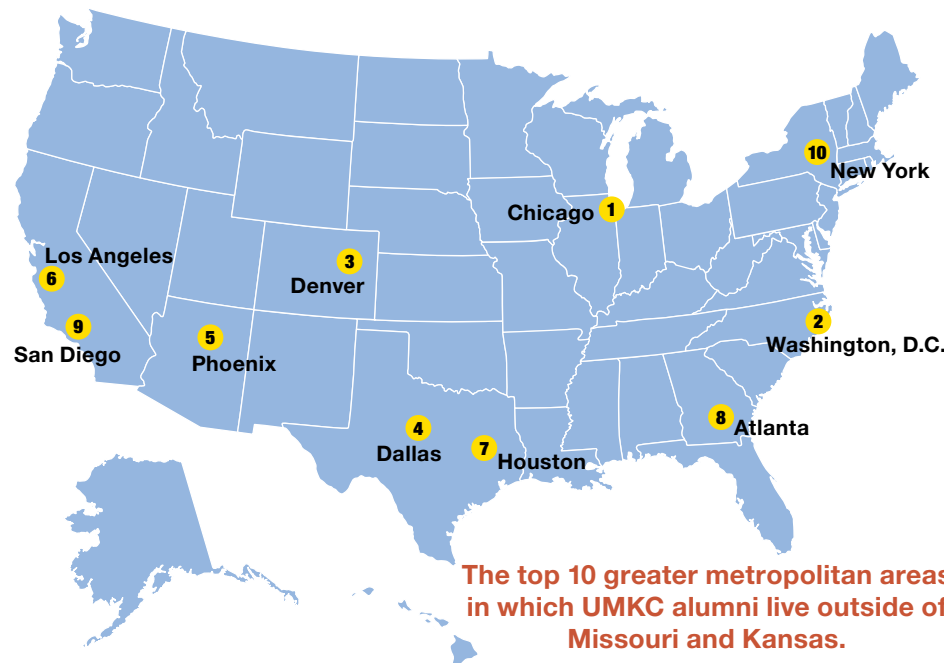 10
New York
1
Chicago
Los Angeles
6
3
Denver
9
San Diego
5
Phoenix
2
Washington, D.C.
4
Dallas
7
Houston
8
Atlanta
The top 10 greater metropolitan areas
in which UMKC alumni live outside of
Missouri and Kansas.